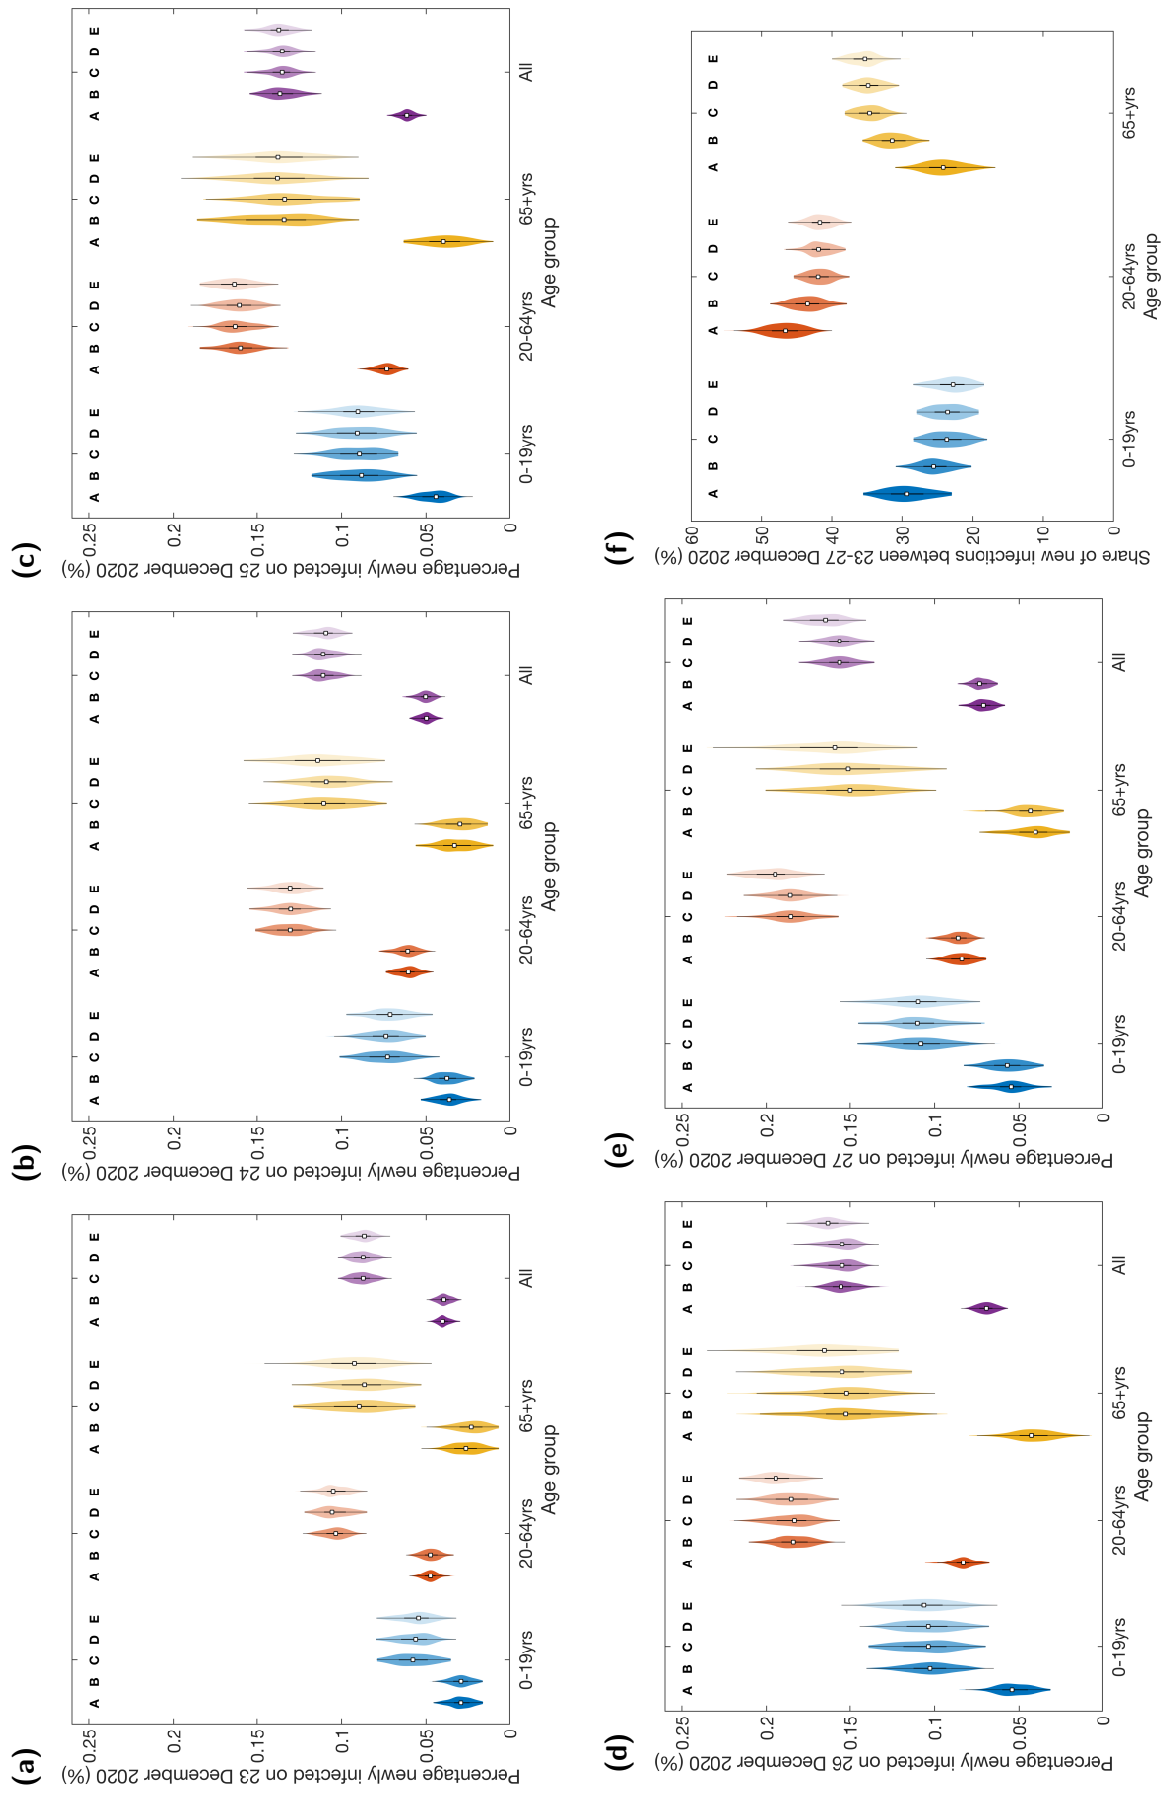 (a)
Percentage newly infected on 23 December 2020 (%)
0.25
0.2
0.15
0.1
0.05
0
A B C D E A B C D E A B C D E A B C D E
0-19yrs 20-64yrs 65+yrs All
Age group
(b)
Percentage newly infected on 24 December 2020 (%)
0.25
0.2
0.15
0.1
0.05
0
A B C D E A B C D E A B C D E A B C D E
0-19yrs 20-64yrs 65+yrs All
Age group
(c)
Percentage newly infected on 25 December 2020 (%)
0.25
0.2
0.15
0.1
0.05
0
A B C D E A B C D E A B C D E A B C D E
0-19yrs 20-64yrs 65+yrs All
Age group
(d)
Percentage newly infected on 26 December 2020 (%)
0.25
0.2
0.15
0.1
0.05
0
A B C D E A B C D E A B C D E A B C D E
0-19yrs 20-64yrs 65+yrs All
Age group
(e)
Percentage newly infected on 27 December 2020 (%)
0.25
0.2
0.15
0.1
0.05
0
A B C D E A B C D E A B C D E A B C D E
0-19yrs 20-64yrs 65+yrs All
Age group
(f)
Share of new infections between 23-27 December 2020 (%)
60
50
40
30
20
10
0
A B C D E A B C D E A B C D E
0-19yrs 20-64yrs 65+yrs
Age group